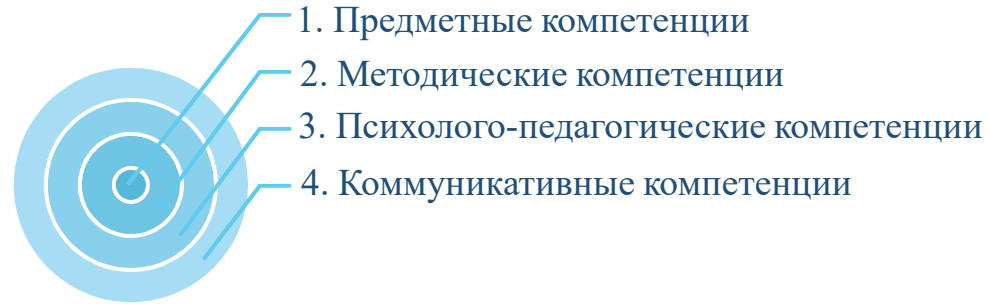 1. Предметные компетенции
2. Методические компетенции
3. Психолого-педагогические компетенции
4. Коммуникативные компетенции